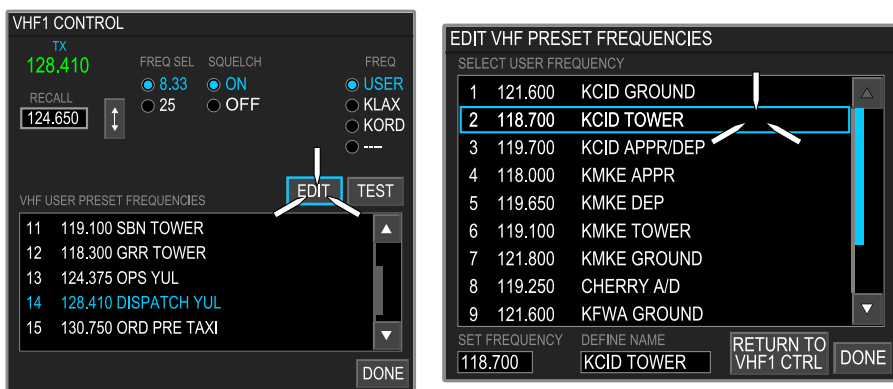 VHF1 CONTROL
TX
128.410
FREQ SEL
8.33
25
SQUELCH
ON
OFF
FREQ
USER
KLAX
KORD
---
RECALL
124.650
EDIT
TEST
VHF USER PRESET FREQUENCIES
11 119.100 SBN TOWER
12 118.300 GRR TOWER
13 124.375 OPS YUL
14 128.410 DISPATCH YUL
15 130.750 ORD PRE TAXI
DONE
EDIT VHF PRESET FREQUENCIES
SELECT USER FREQUENCY
1 121.600 KCID GROUND
2 118.700 KCID TOWER
3 119.700 KCID APPR/DEP
4 118.000 KMKE APPR
5 119.650 KMKE DEP
6 119.100 KMKE TOWER
7 121.800 KMKE GROUND
8 119.250 CHERRY A/D
9 121.600 KFWA GROUND
SET FREQUENCY
118.700
DEFINE NAME
KCID TOWER
RETURN TO
VHF1 CTRL
DONE